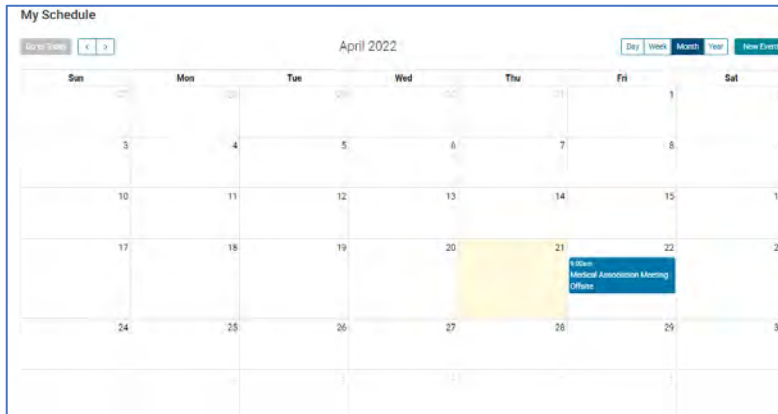 My Schedule
Go to Today < > April 2022 Day Week Month Year New Event
Sun Mon Tue Wed Thu Fri Sat
1
3 4 5 6 7 8
10 11 12 13 14 15
17 18 19 20 21 22
9:00am
Medical Association Meeting
Offsite
24 25 26 27 28 29